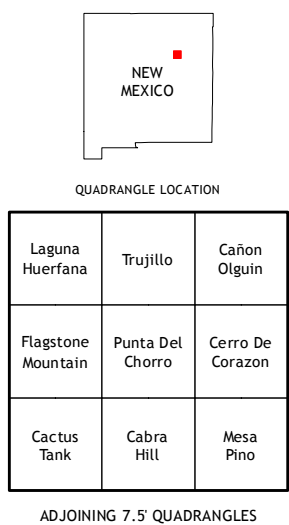 NEW
MEXICO
QUADRANGLE LOCATION
Laguna
Huerfana
Trujillo
Cañon
Olguin
Flagstone
Mountain
Punta Del
Chorro
Cerro De
Corazon
Cactus
Tank
Cabra
Hill
Mesa
Pino
ADJOINING 7.5' QUADRANGLES